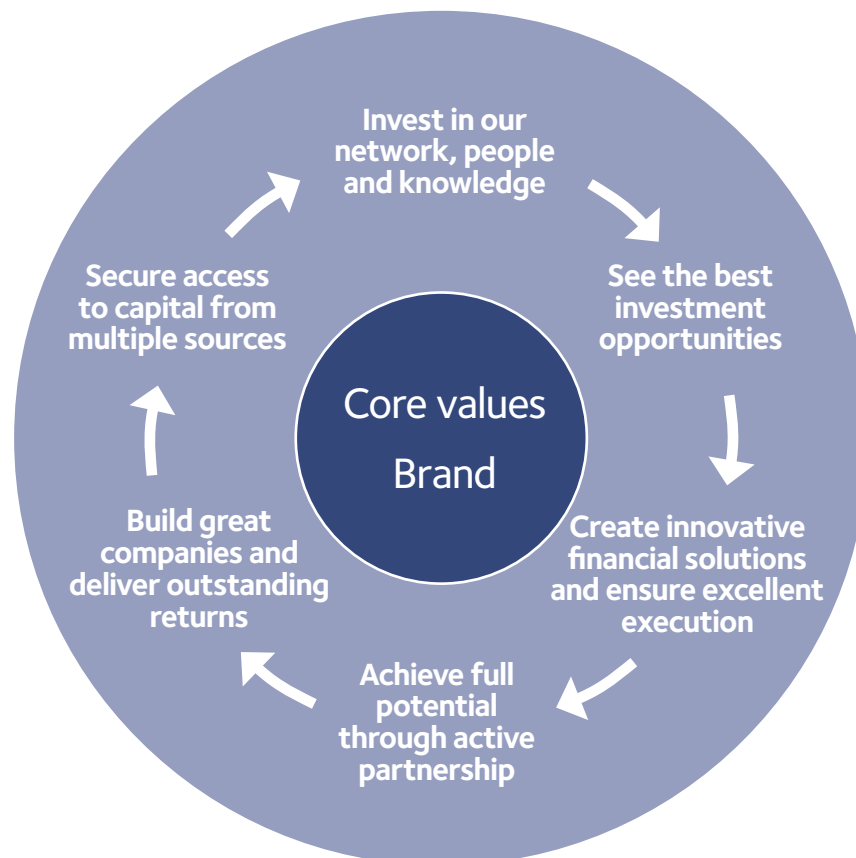 Invest in our
network, people
and knowledge
See the best
investment
opportunities
Create innovative
financial solutions
and ensure excellent
execution
Achieve full
potential
through active
partnership
Build great
companies and
deliver outstanding
returns
Secure access
to capital from
multiple sources
Core values
Brand